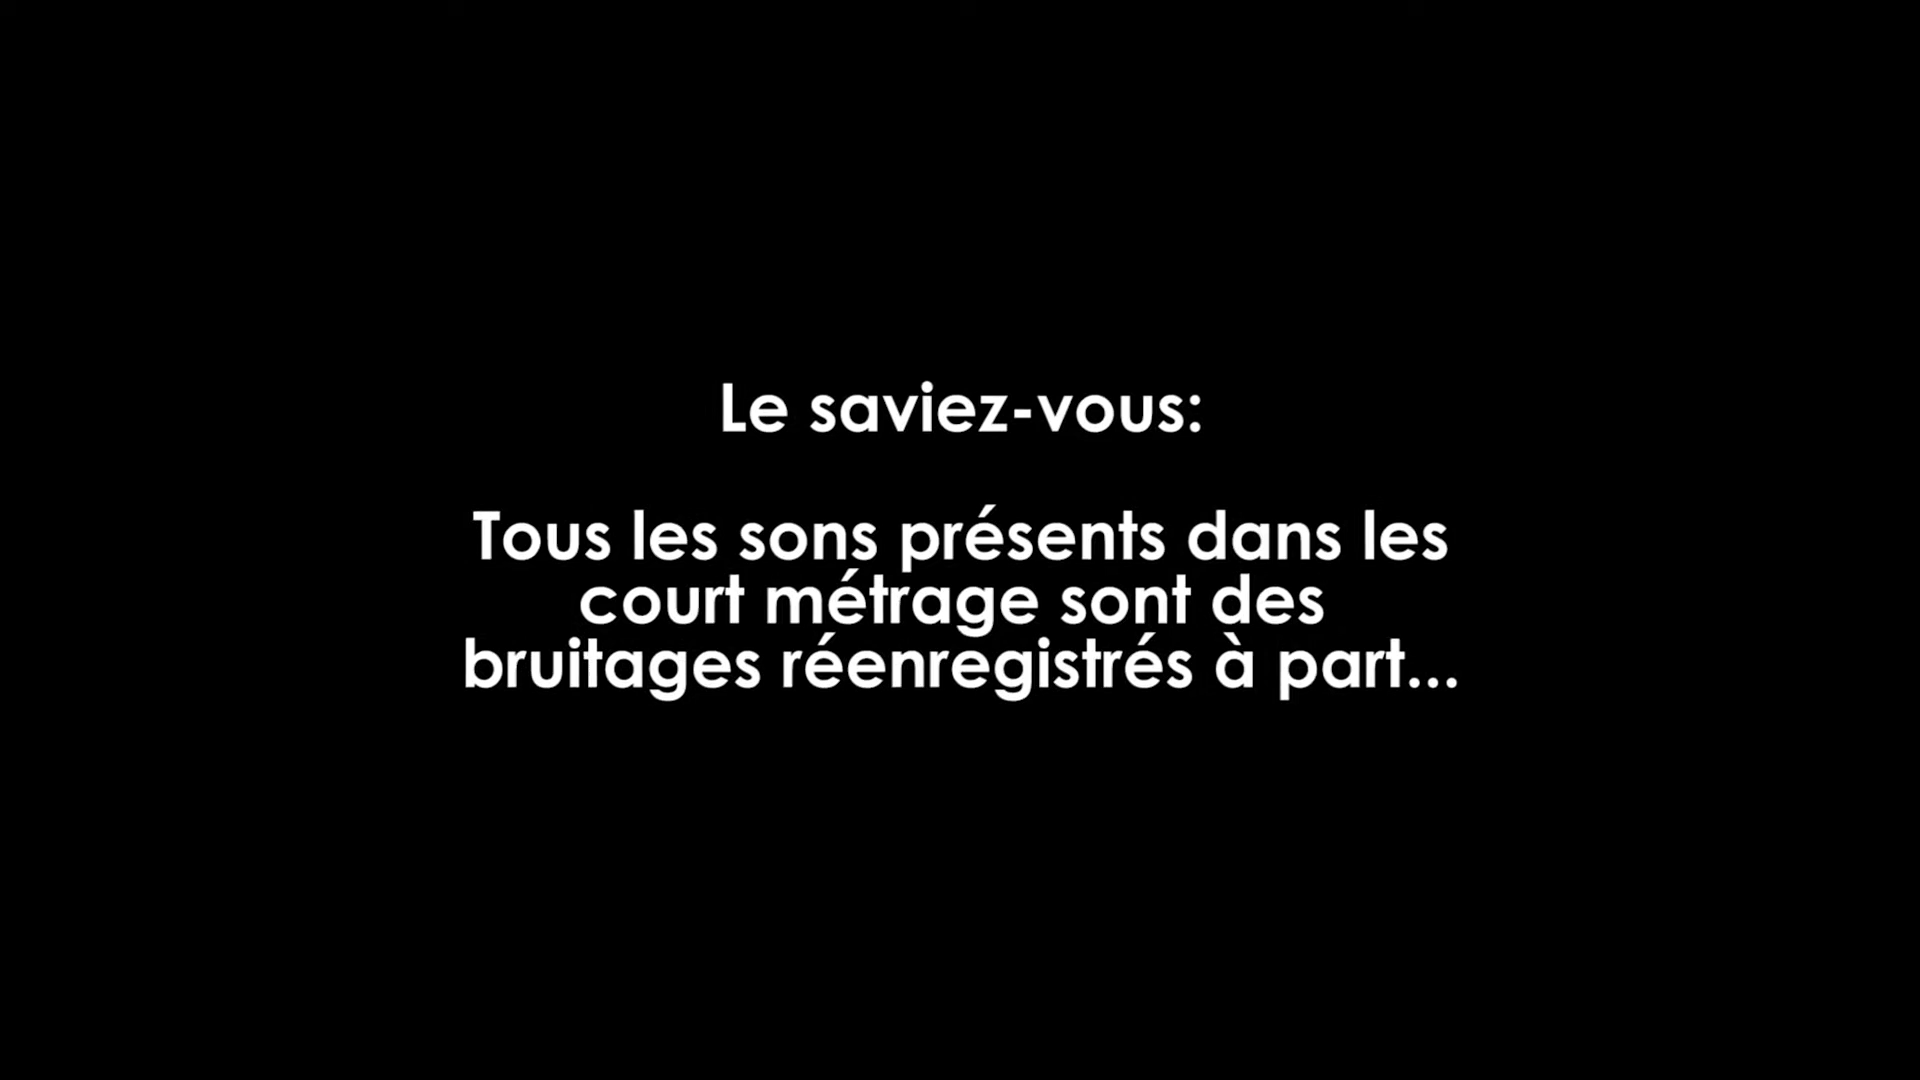 Le saviez-vous:
Tous les sons présents dans les
court métrage sont des
bruitages réenregistrés à part...